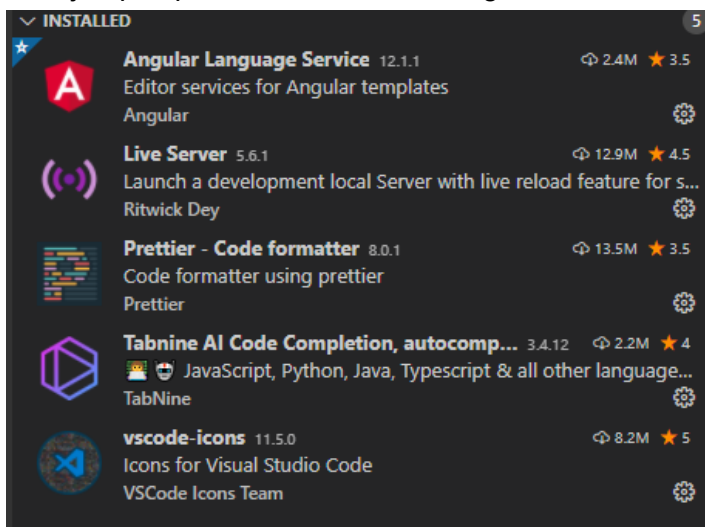 INSTALLED 5
Angular Language Service 12.1.1 2.4M ★ 3.5
Editor services for Angular templates
Angular
Live Server 5.6.1 12.9M ★ 4.5
Launch a development local Server with live reload feature for s...
Ritwick Dey
Prettier - Code formatter 8.0.1 13.5M ★ 3.5
Code formatter using prettier
Prettier
Tabnine AI Code Completion, autocomp... 3.4.12 2.2M ★ 4
JavaScript, Python, Java, Typescript & all other language...
TabNine
vscode-icons 11.5.0 8.2M ★ 5
Icons for Visual Studio Code
VSCode Icons Team